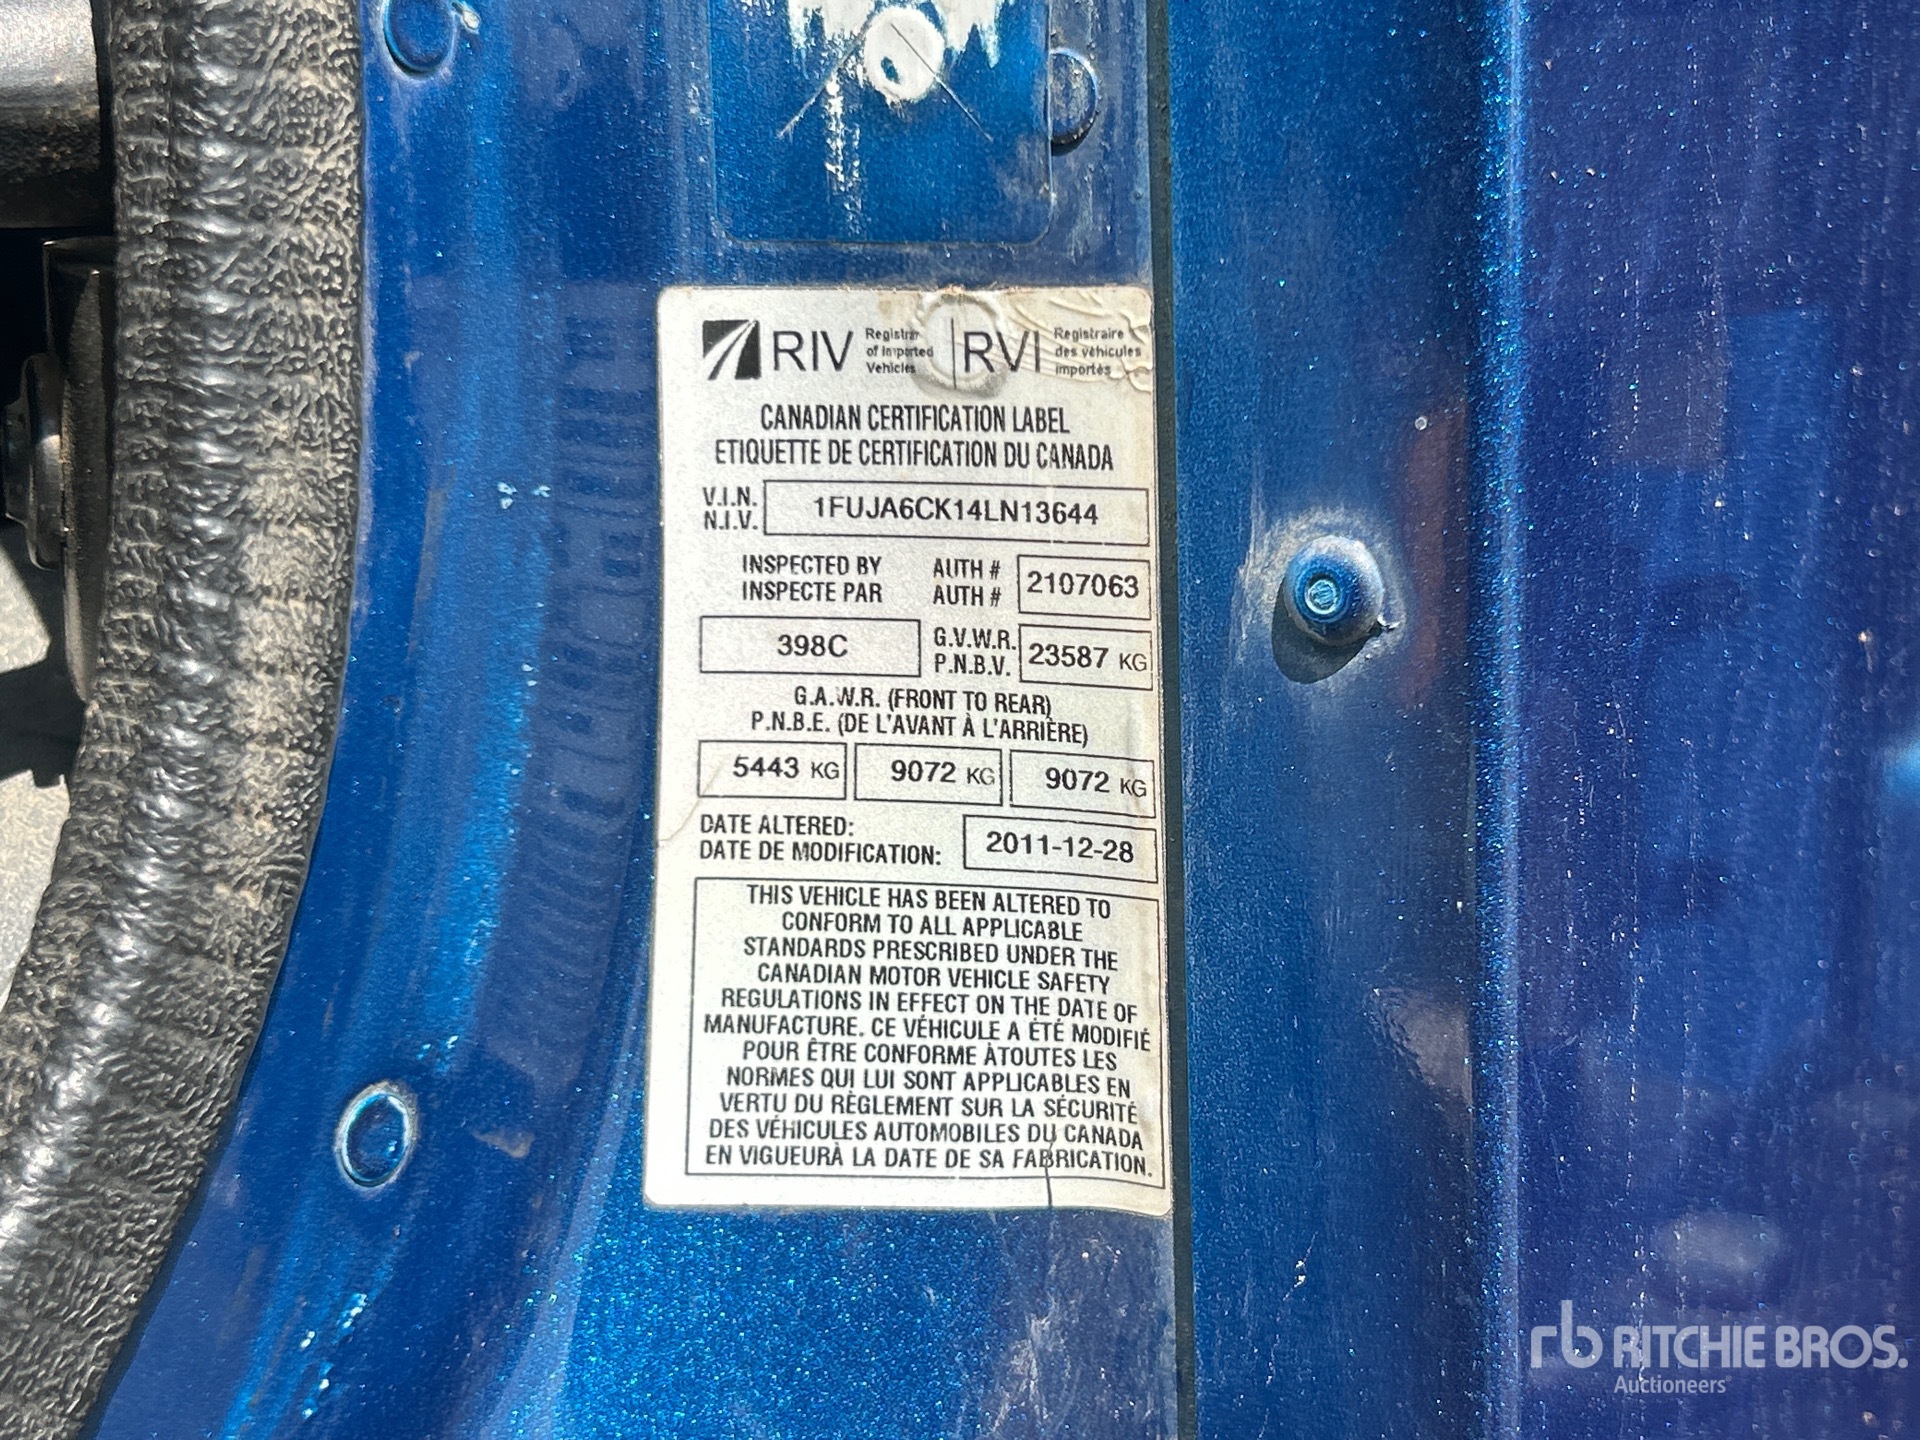 RIV Registrar of Imported Vehicles | RVI Registraire des véhicules importés
CANADIAN CERTIFICATION LABEL
ETIQUETTE DE CERTIFICATION DU CANADA
V.I.N. N.I.V. 1FUJA6CK14LN13644
INSPECTED BY AUTH # 2107063
INSPECTE PAR AUTH #
398C G.V.W.R. P.N.B.V. 23587 KG
G.A.W.R. (FRONT TO REAR)
P.N.B.E. (DE L'AVANT À L'ARRIÈRE)
5443 KG 9072 KG 9072 KG
DATE ALTERED:
DATE DE MODIFICATION: 2011-12-28
THIS VEHICLE HAS BEEN ALTERED TO
CONFORM TO ALL APPLICABLE
STANDARDS PRESCRIBED UNDER THE
CANADIAN MOTOR VEHICLE SAFETY
REGULATIONS IN EFFECT ON THE DATE OF
MANUFACTURE. CE VÉHICULE A ÉTÉ MODIFIÉ
POUR ÊTRE CONFORME ÀTOUTES LES
NORMES QUI LUI SONT APPLICABLES EN
VERTU DU RÈGLEMENT SUR LA SÉCURITÉ
DES VÉHICULES AUTOMOBILES DU CANADA
EN VIGUEURÀ LA DATE DE SA FABRICATION.
rb RITCHIE BROS.
Auctioneers